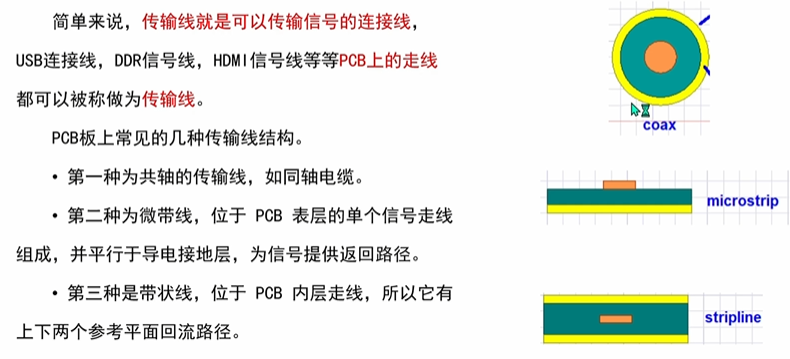 简单来说，传输线就是可以传输信号的连接线，
USB连接线，DDR信号线，HDMI信号线等等PCB上的走线
都可以被称做为传输线。
PCB板上常见的几种传输线结构。
• 第一种为共轴的传输线，如同轴电缆。
• 第二种为微带线，位于 PCB 表层的单个信号走线
组成，并平行于导电接地层，为信号提供返回路径。
• 第三种是带状线，位于 PCB 内层走线，所以它有
上下两个参考平面回流路径。
coax
microstrip
stripline